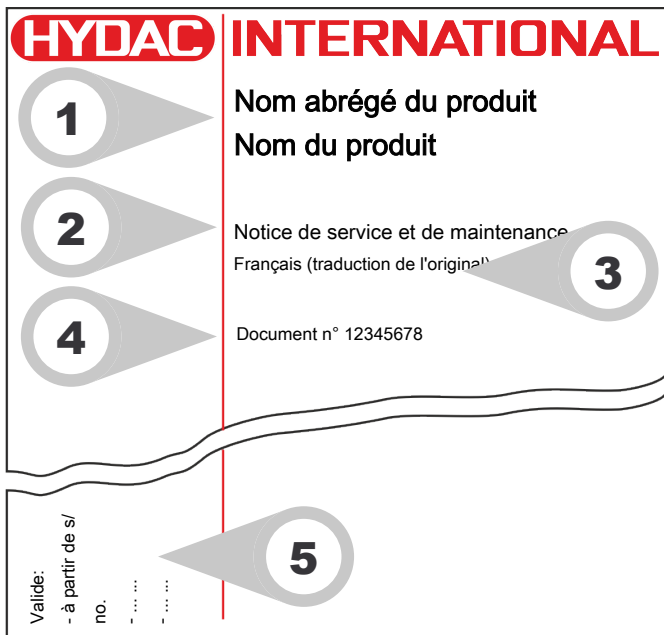 HYDAC INTERNATIONAL
1
Nom abrégé du produit
Nom du produit
2
Notice de service et de maintenance
Français (traduction de l'original)
3
4
Document n° 12345678
5
Valide:
- à partir de s/
no.
- ... ...
- ... ...